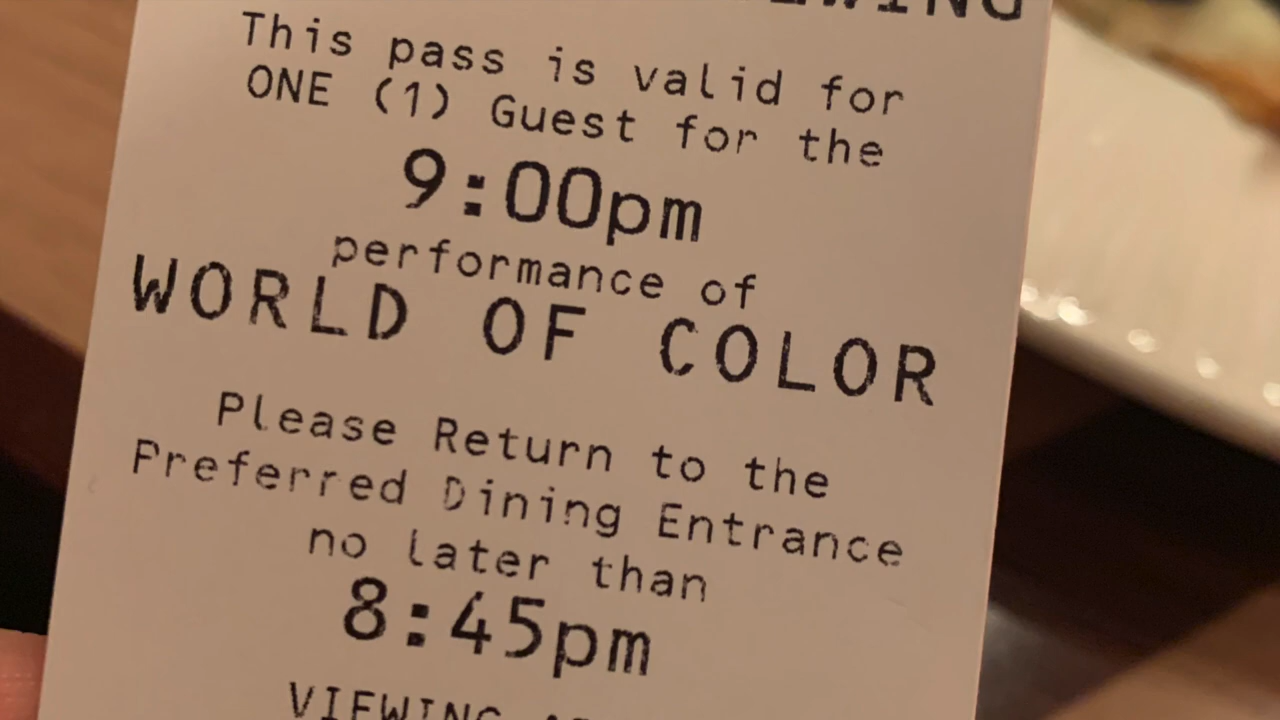 This pass is valid for
ONE (1) Guest for the
9:00pm
performance of
WORLD OF COLOR
Please Return to the
Preferred Dining Entrance
no later than
8:45pm
VIEWING